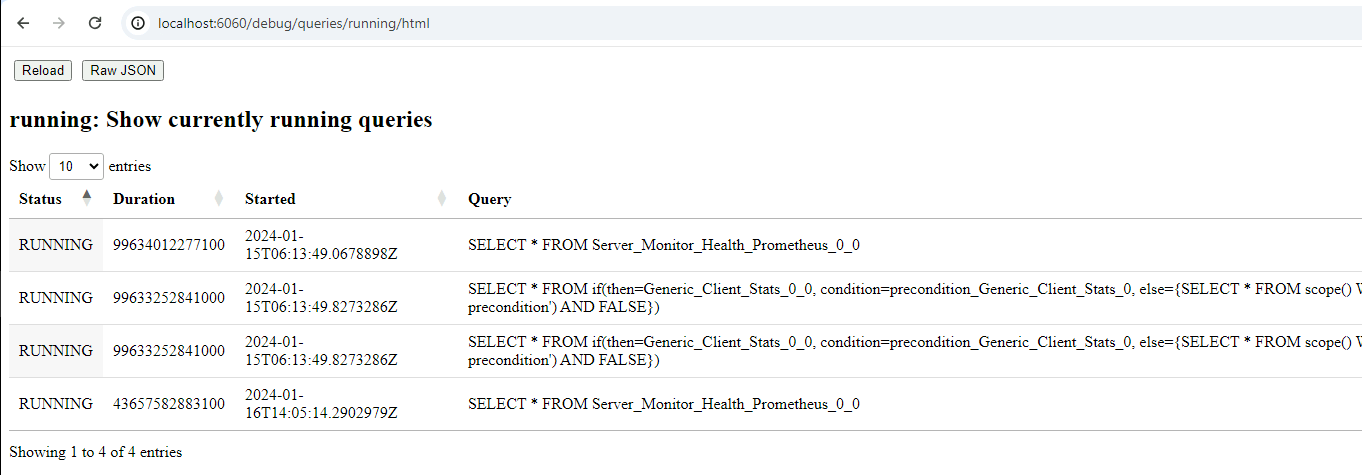 localhost:6060/debug/queries/running/html
Reload Raw JSON
running: Show currently running queries
Show 10 entries
Status Duration Started Query
RUNNING 99634012277100 2024-01-15T06:13:49.0678898Z SELECT * FROM Server_Monitor_Health_Prometheus_0_0
RUNNING 99633252841000 2024-01-15T06:13:49.8273286Z SELECT * FROM if(then=Generic_Client_Stats_0_0, condition=precondition_Generic_Client_Stats_0, else={SELECT * FROM scope()
precondition') AND FALSE})
RUNNING 99633252841000 2024-01-15T06:13:49.8273286Z SELECT * FROM if(then=Generic_Client_Stats_0_0, condition=precondition_Generic_Client_Stats_0, else={SELECT * FROM scope()
precondition') AND FALSE})
RUNNING 43657582883100 2024-01-16T14:05:14.2902979Z SELECT * FROM Server_Monitor_Health_Prometheus_0_0
Showing 1 to 4 of 4 entries